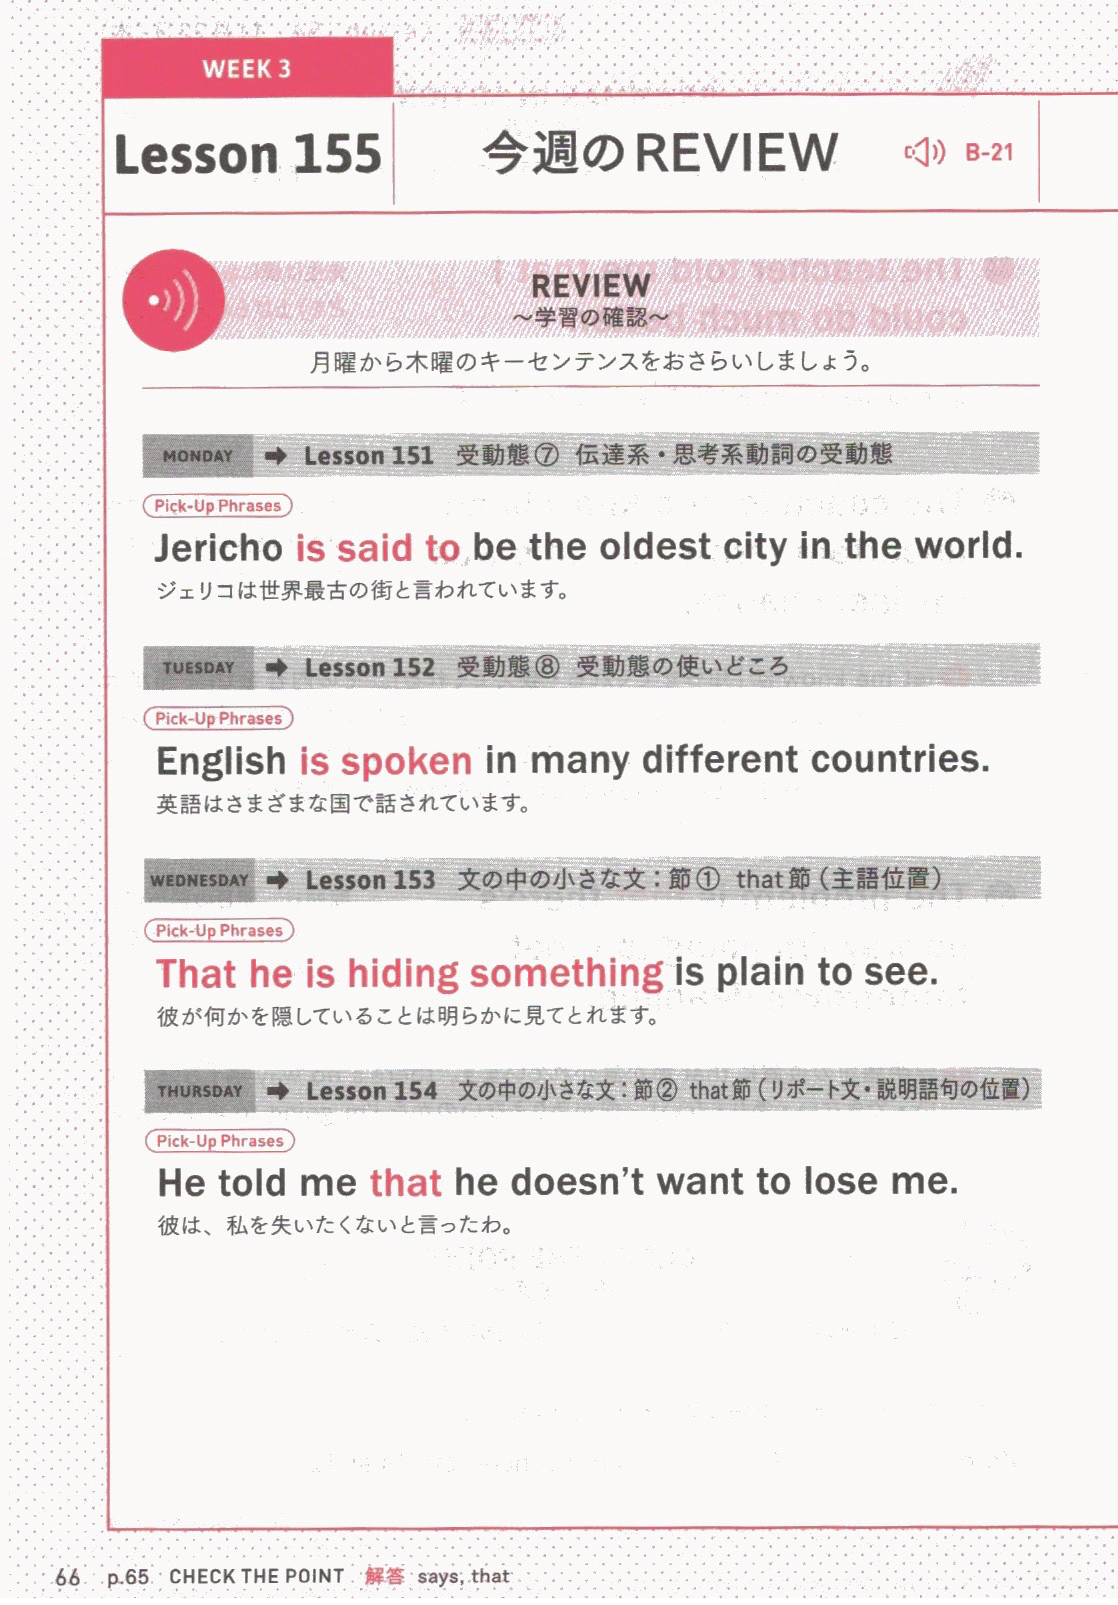 WEEK 3
Lesson 155
今週のREVIEW
B-21
REVIEW
〜学習の確認〜
月曜から木曜のキーセンテンスをおさらいしましょう。
MONDAY ➡ Lesson 151 受動態⑦ 伝達系・思考系動詞の受動態
Pick-Up Phrases
Jericho is said to be the oldest city in the world.
ジェリコは世界最古の街と言われています。
TUESDAY ➡ Lesson 152 受動態⑧ 受動態の使いどころ
Pick-Up Phrases
English is spoken in many different countries.
英語はさまざまな国で話されています。
WEDNESDAY ➡ Lesson 153 文の中の小さな文：節① that節（主語位置）
Pick-Up Phrases
That he is hiding something is plain to see.
彼が何かを隠していることは明らかに見てとれます。
THURSDAY ➡ Lesson 154 文の中の小さな文：節② that節（リポート文・説明語句の位置）
Pick-Up Phrases
He told me that he doesn't want to lose me.
彼は、私を失いたくないと言ったわ。
66 p.65 CHECK THE POINT 解答 says, that